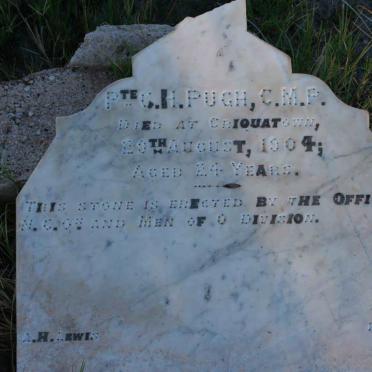 PTE C.H. PUGH, C.M.P.
DIED AT GRIQUATOWN,
29TH AUGUST, 1904;
AGED 24 YEARS.
THIS STONE IS ERECTED BY THE OFFI
N.C.OS AND MEN OF O DIVISION.
A.H. LEWIS